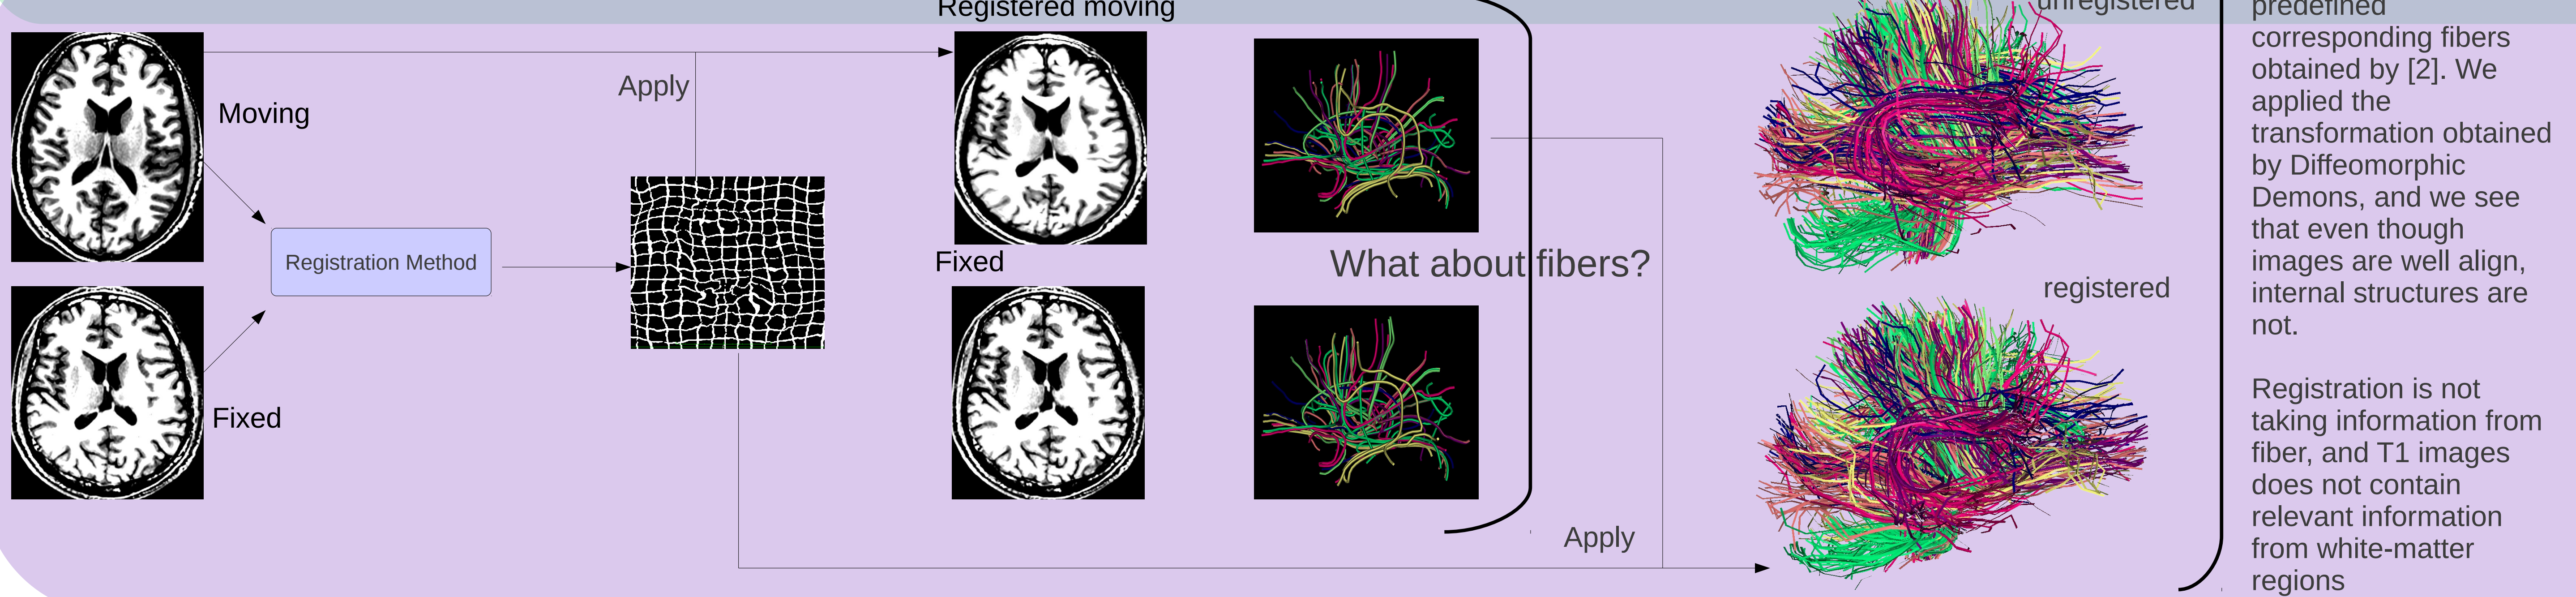 Registered moving
Apply
Moving
Registration Method
Fixed
Fixed
What about fibers?
Apply
unregistered
registered
predefined
corresponding fibers
obtained by [2]. We
applied the
transformation obtained
by Diffeomorphic
Demons, and we see
that even though
images are well align,
internal structures are
not.
Registration is not
taking information from
fiber, and T1 images
does not contain
relevant information
from white-matter
regions